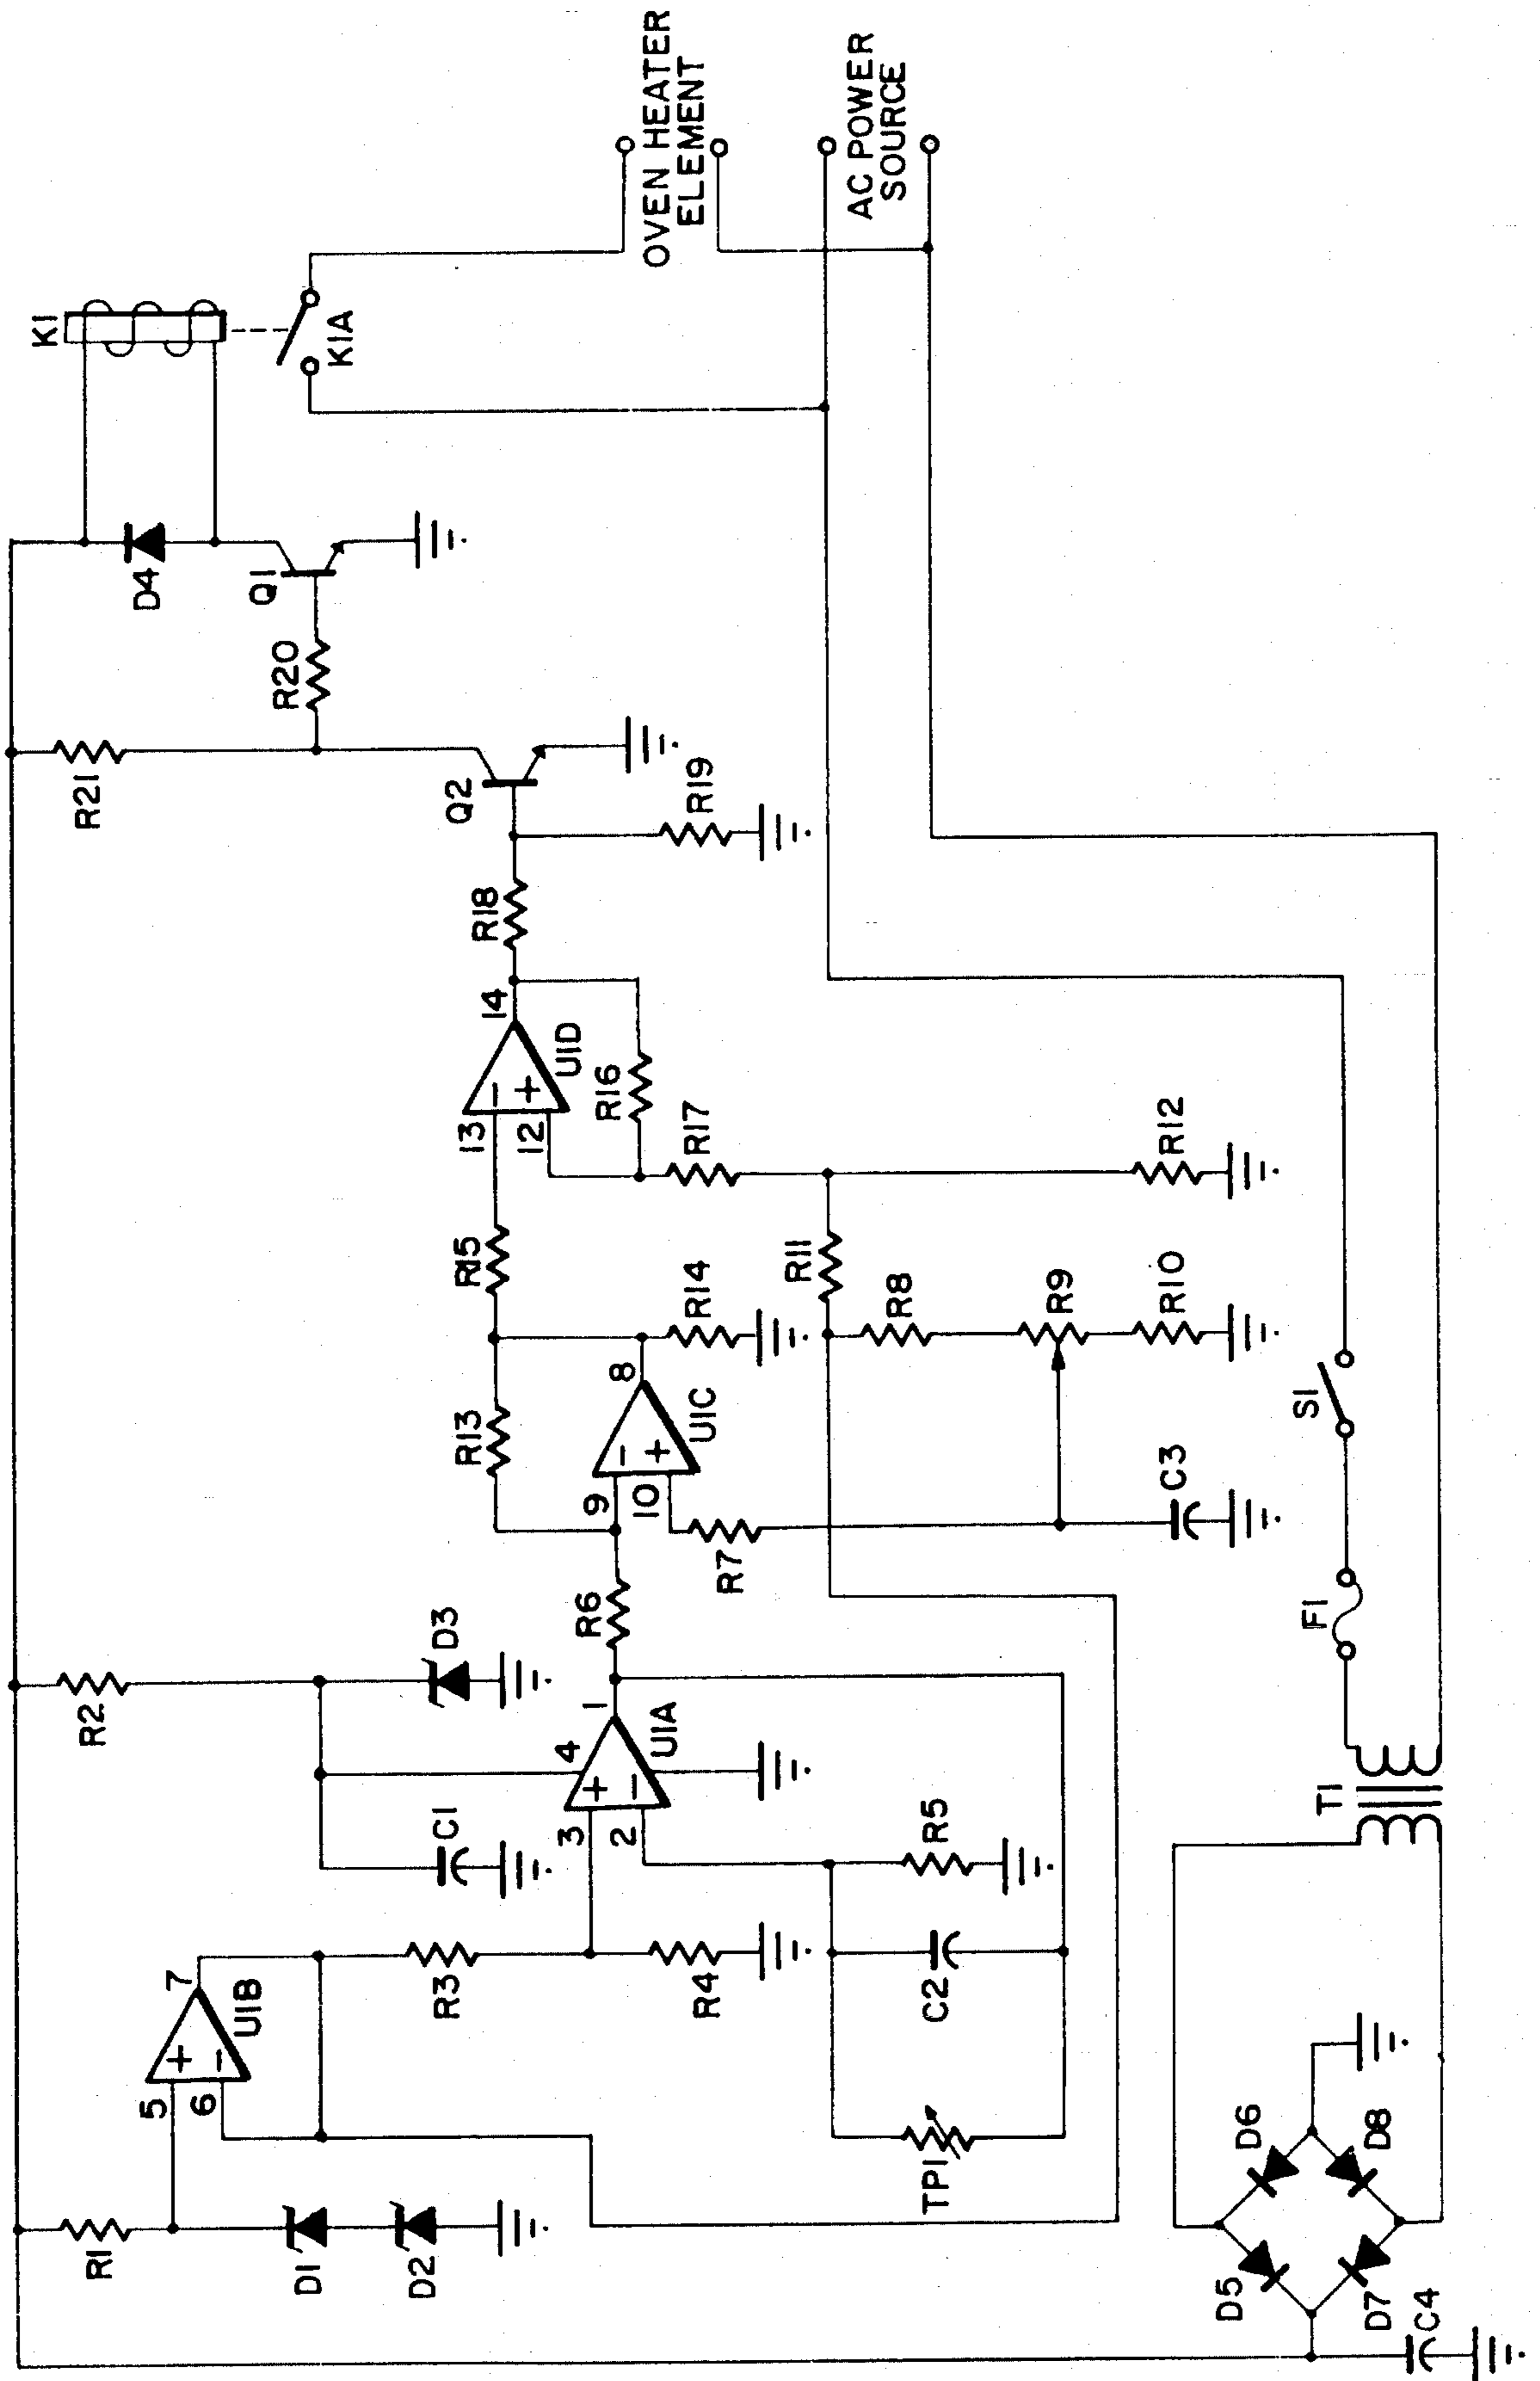 K1
D4
Q1
R20
R21
K1A
OVEN HEATER
ELEMENT
AC POWER
SOURCE
Q2
R19
R18
14
U1D
13
12
R16
R17
R12
R15
R11
R14
R8
R9
R10
R13
8
U1C
9
10
R7
C3
S1
F1
R6
D3
R2
1
U1A
4
3
2
C1
R5
7
U1B
5
6
R3
R4
C2
TP1
R1
D1
D2
T1
D6
D8
D5
D7
C4